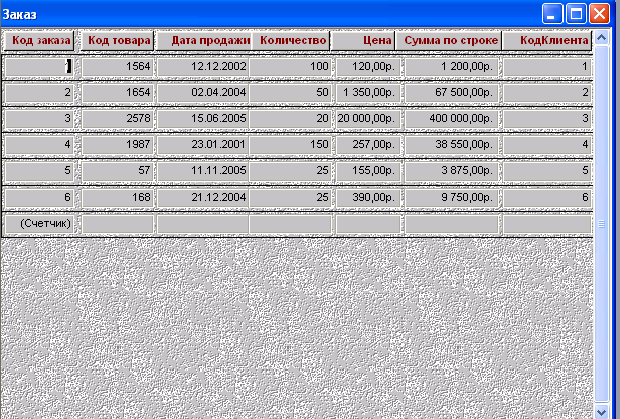 Заказ
Код заказа Код товара Дата продажи Количество Цена Сумма по строке КодКлиента
1 1564 12.12.2002 100 120,00р. 1 200,00р. 1
2 1654 02.04.2004 50 1 350,00р. 67 500,00р. 2
3 2578 15.06.2005 20 20 000,00р. 400 000,00р. 3
4 1987 23.01.2001 150 257,00р. 38 550,00р. 4
5 57 11.11.2005 25 155,00р. 3 875,00р. 5
6 168 21.12.2004 25 390,00р. 9 750,00р. 6
(Счетчик)